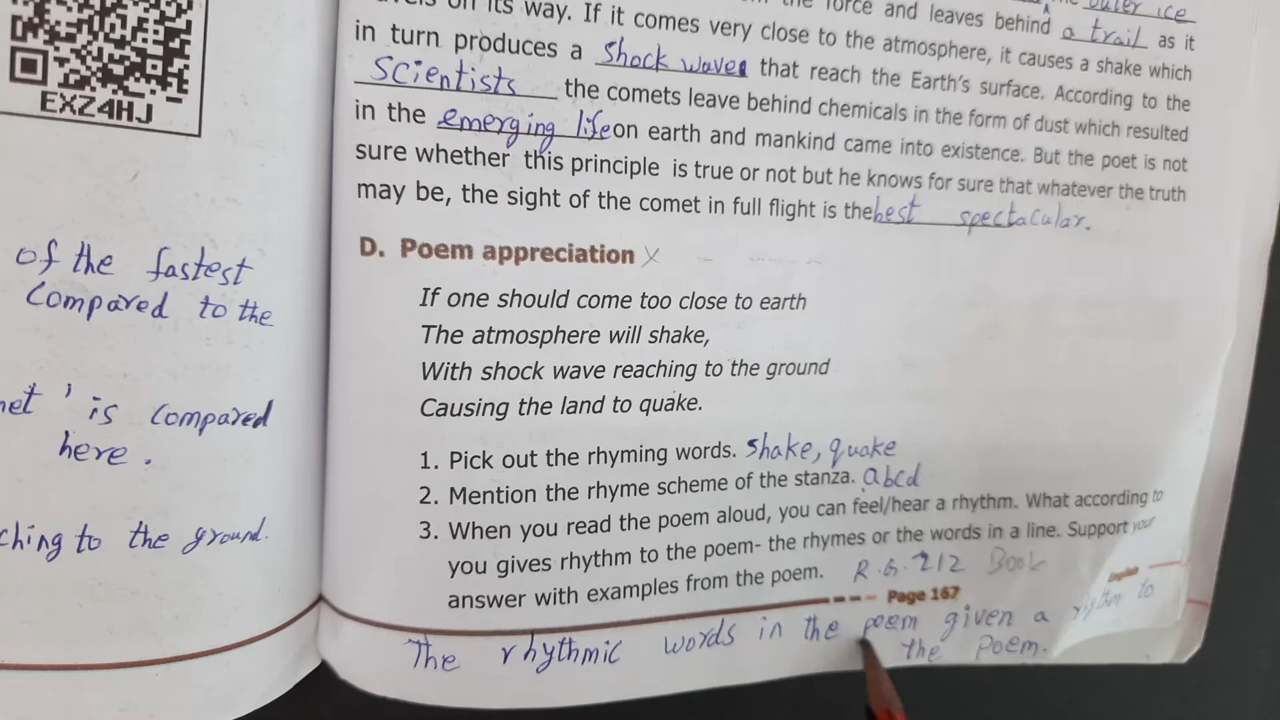 EXZ4HJ
of the fastest
Compared to the
' is compared
here.
ching to the ground.
outer ice
the force and leaves behind a trail as it
on its way. If it comes very close to the atmosphere, it causes a shake which
in turn produces a shock wave that reach the Earth's surface. According to the
Scientists the comets leave behind chemicals in the form of dust which resulted
in the emerging life on earth and mankind came into existence. But the poet is not
sure whether this principle is true or not but he knows for sure that whatever the truth
may be, the sight of the comet in full flight is the best spectacular.
D. Poem appreciation X
If one should come too close to earth
The atmosphere will shake,
With shock wave reaching to the ground
Causing the land to quake.
1. Pick out the rhyming words. Shake, quake
2. Mention the rhyme scheme of the stanza. abcd
3. When you read the poem aloud, you can feel/hear a rhythm. What according to
you gives rhythm to the poem- the rhymes or the words in a line. Support your
answer with examples from the poem. R.G. 212 Book
English
Page 167
The rhythmic words in the poem given a rhythm to
the Poem.